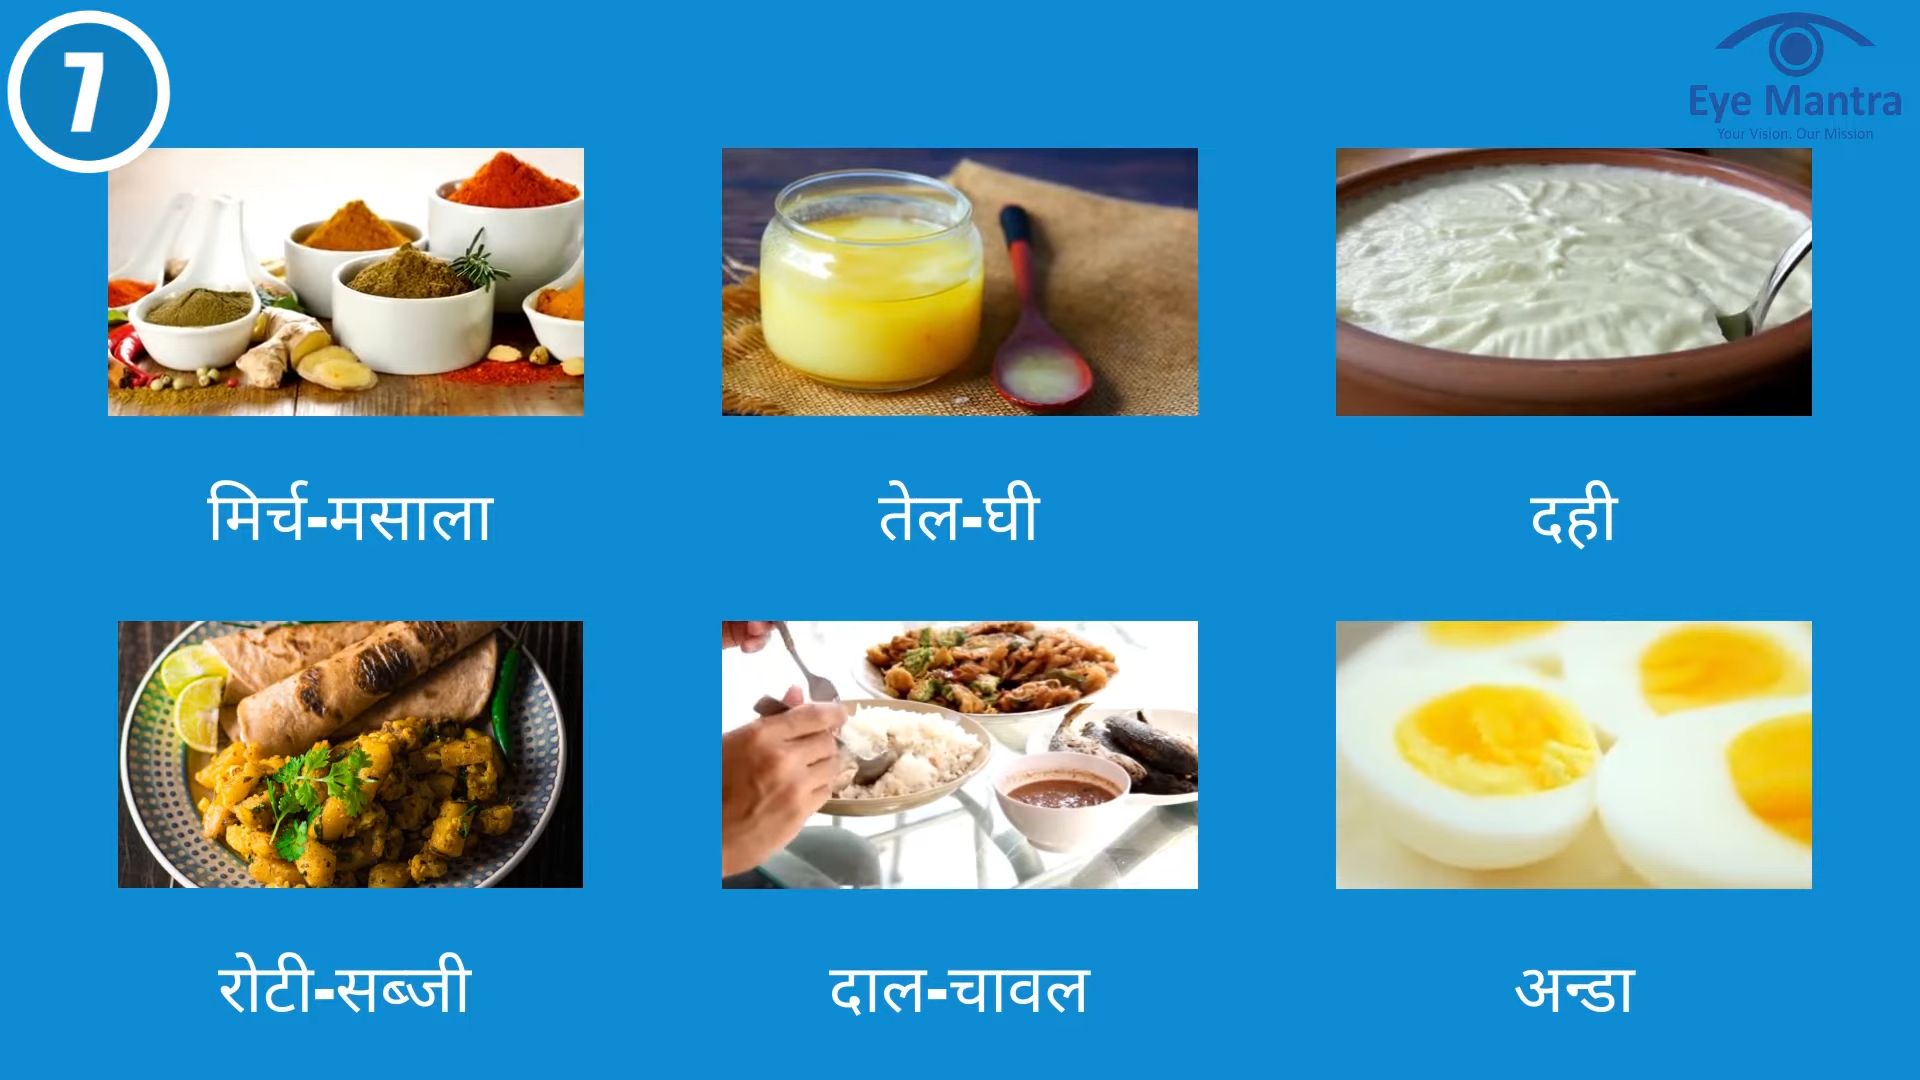 7
Eye Mantra
Your Vision. Our Mission
मिर्च-मसाला
तेल-घी
दही
रोटी-सब्जी
दाल-चावल
अन्डा